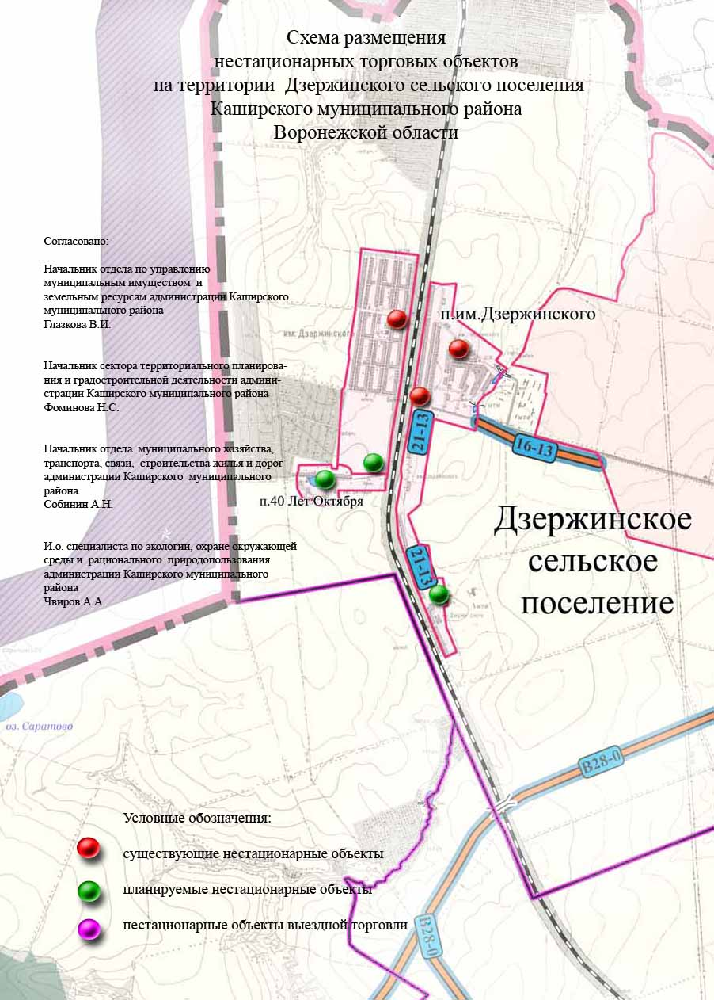 Схема размещения
нестационарных торговых объектов
на территории Дзержинского сельского поселения
Каширского муниципального района
Воронежской области
Согласовано:
Начальник отдела по управлению
муниципальным имуществом и
земельным ресурсам администрации Каширского
муниципального района
Глазкова В.И.
Начальник сектора территориального планирова-
ния и градостроительной деятельности админи-
страции Каширского муниципального района
Фоминова Н.С.
Начальник отдела муниципального хозяйства,
транспорта, связи, строительства жилья и дорог
администрации Каширского муниципального
района
Собинин А.Н.
И.о. специалиста по экологии, охране окружающей
среды и рационального природопользования
администрации Каширского муниципального
района
Чвиров А.А.
п.им.Дзержинского
им. Дзержинского
21-13
16-13
п.40 Лет Октября
21-13
Дзержинское
сельское
поселение
оз. Саратово
В28-0
В28-0
Условные обозначения:
существующие нестационарные объекты
планируемые нестационарные объекты
нестационарные объекты выездной торговли